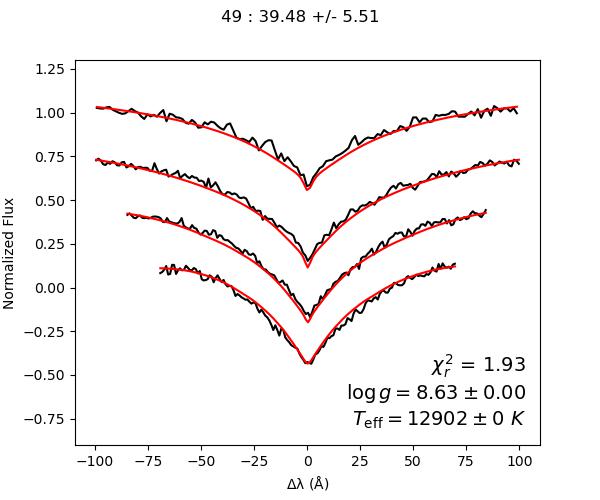 49 : 39.48 +/- 5.51
Normalized Flux
1.25
1.00
0.75
0.50
0.25
0.00
−0.25
−0.50
−0.75
χ²ᵣ = 1.93
log g = 8.63 ± 0.00
T_eff = 12902 ± 0 K
−100 −75 −50 −25 0 25 50 75 100
Δλ (Å)